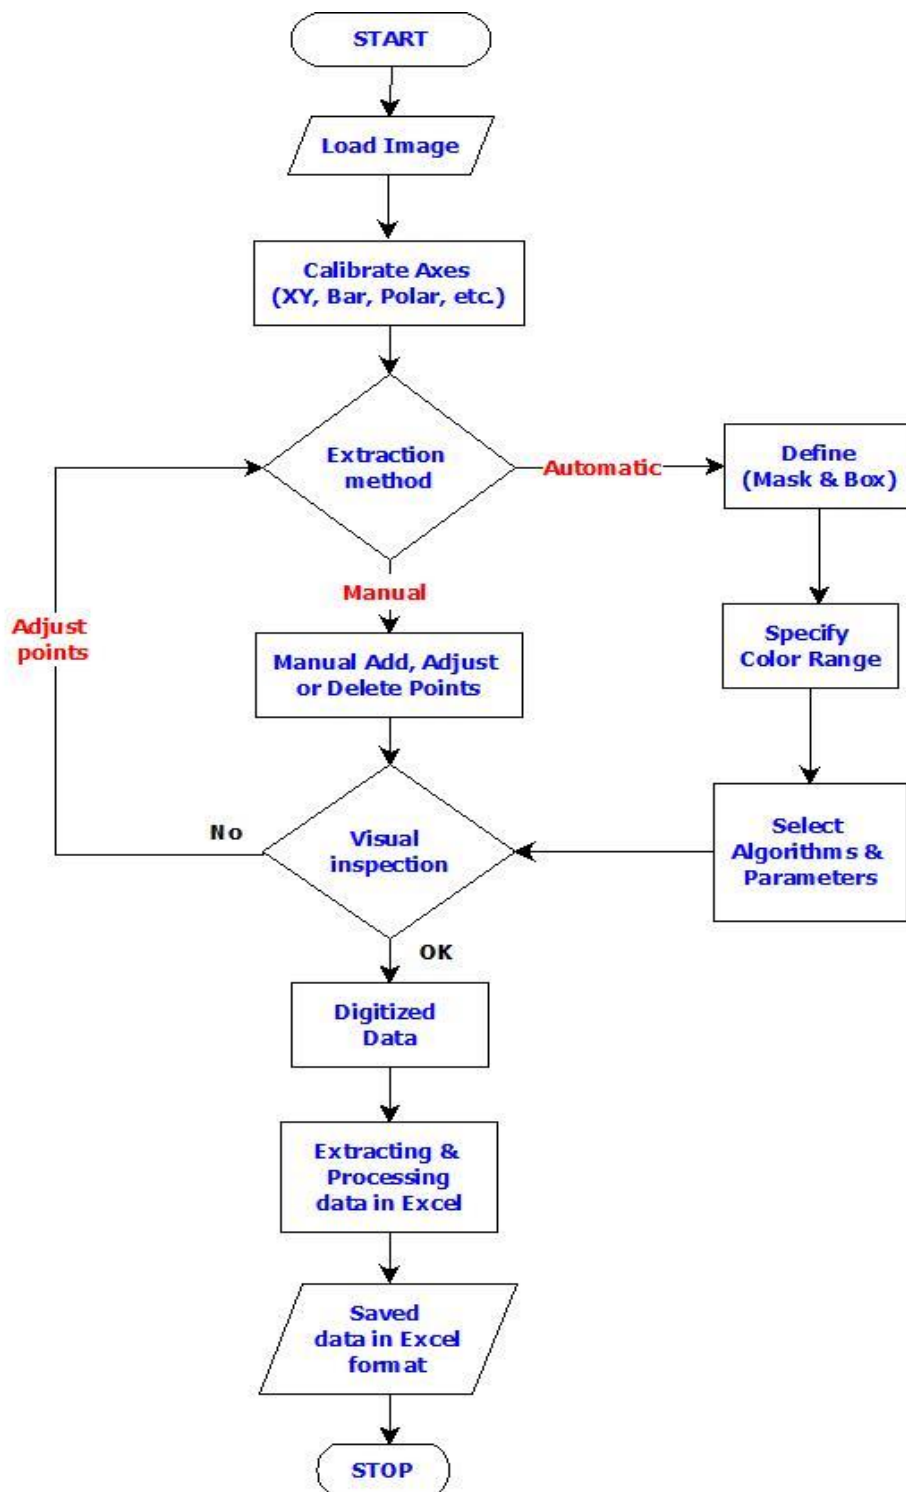 START
Load Image
Calibrate Axes
(XY, Bar, Polar, etc.)
Extraction
method
Automatic
Define
(Mask & Box)
Manual
Adjust
points
Manual Add, Adjust
or Delete Points
Specify
Color Range
No
Visual
inspection
Select
Algorithms &
Parameters
OK
Digitized
Data
Extracting &
Processing
data in Excel
Saved
data in Excel
format
STOP